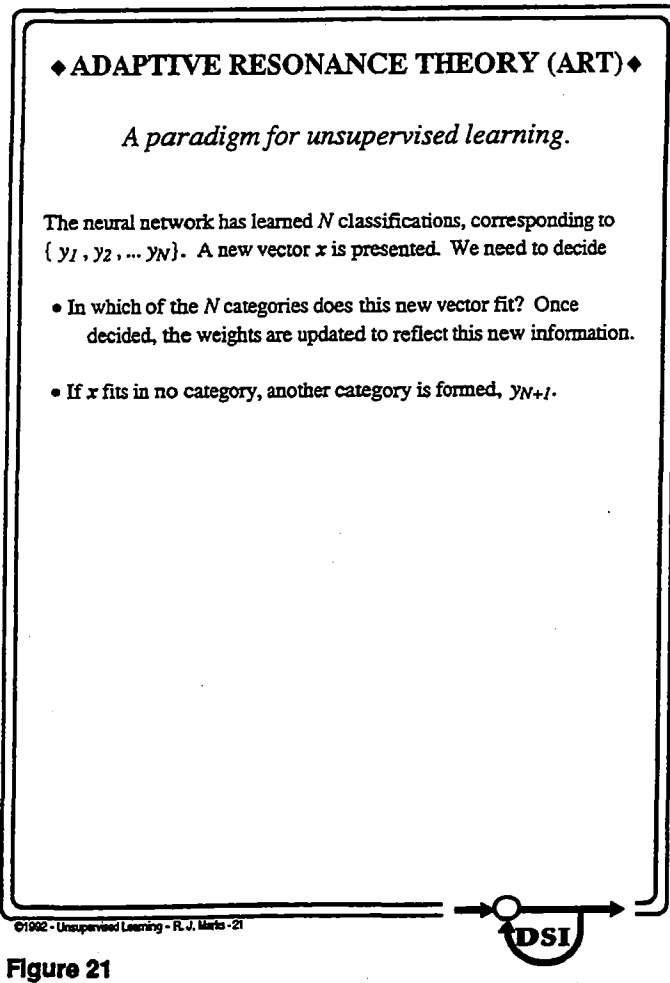 ◆ADAPTIVE RESONANCE THEORY (ART)◆
A paradigm for unsupervised learning.
The neural network has learned N classifications, corresponding to
{ y1 , y2 , ... yN}. A new vector x is presented. We need to decide
• In which of the N categories does this new vector fit? Once
decided, the weights are updated to reflect this new information.
• If x fits in no category, another category is formed, yN+1.
©1992 - Unsupervised Learning - R. J. Marks -21
DSI
Figure 21